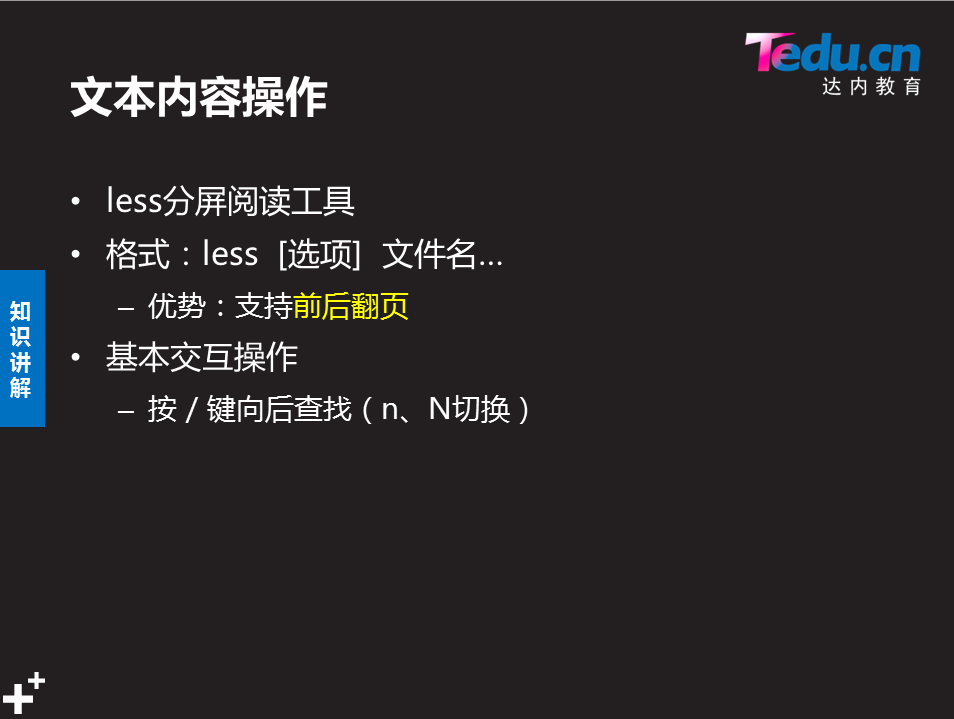 Tedu.cn
达内教育
文本内容操作
• less分屏阅读工具
• 格式：less [选项] 文件名…
– 优势：支持前后翻页
• 基本交互操作
– 按 / 键向后查找（n、N切换）
知识讲解